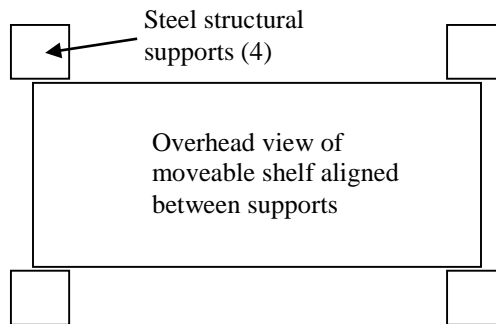 Steel structural
supports (4)
Overhead view of
moveable shelf aligned
between supports